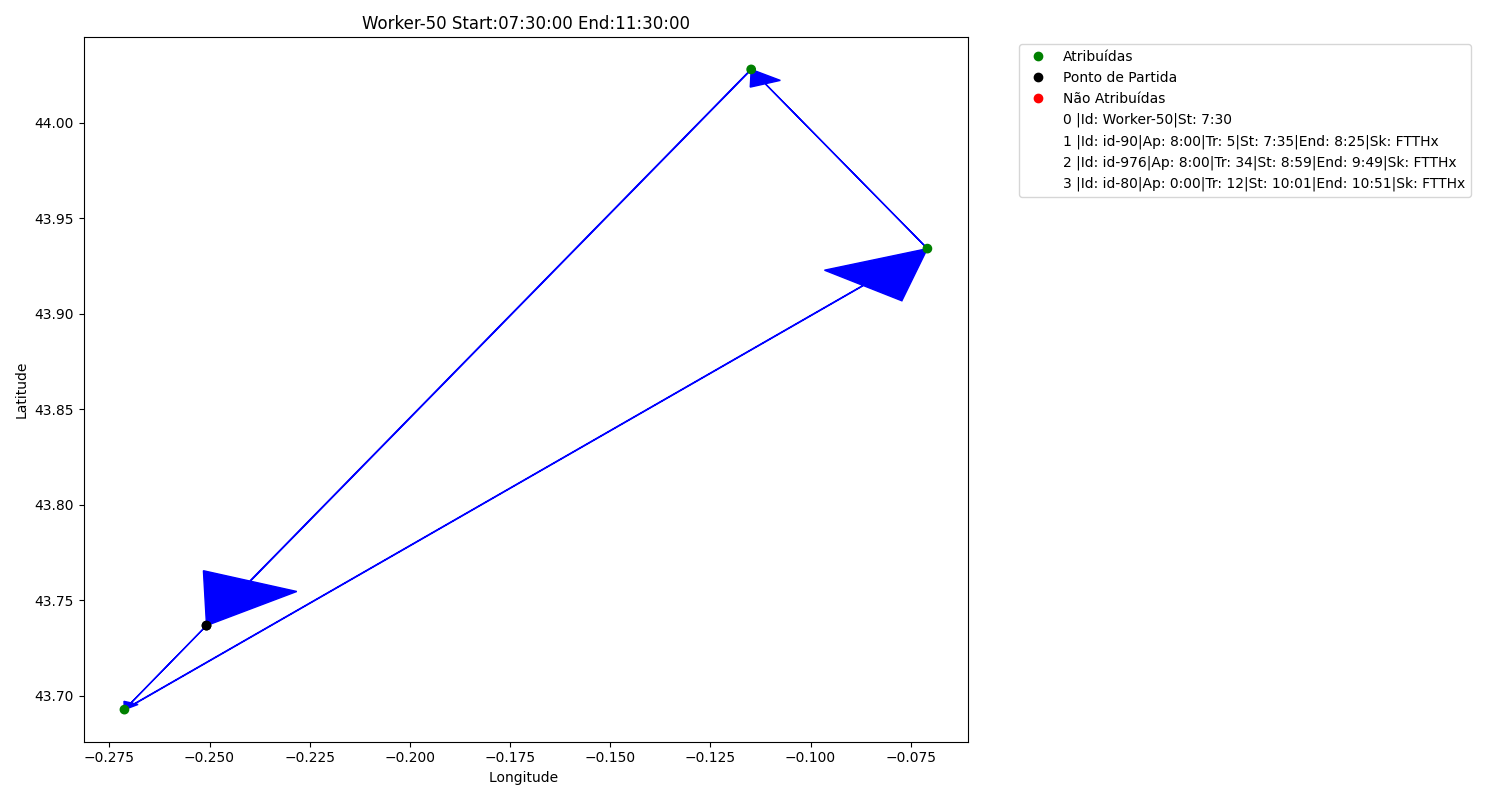 Worker-50 Start:07:30:00 End:11:30:00
Atribuídas
Ponto de Partida
Não Atribuídas
0 |Id: Worker-50|St: 7:30
1 |Id: id-90|Ap: 8:00|Tr: 5|St: 7:35|End: 8:25|Sk: FTTHx
2 |Id: id-976|Ap: 8:00|Tr: 34|St: 8:59|End: 9:49|Sk: FTTHx
3 |Id: id-80|Ap: 0:00|Tr: 12|St: 10:01|End: 10:51|Sk: FTTHx
Latitude
44.00
43.95
43.90
43.85
43.80
43.75
43.70
−0.275 −0.250 −0.225 −0.200 −0.175 −0.150 −0.125 −0.100 −0.075
Longitude